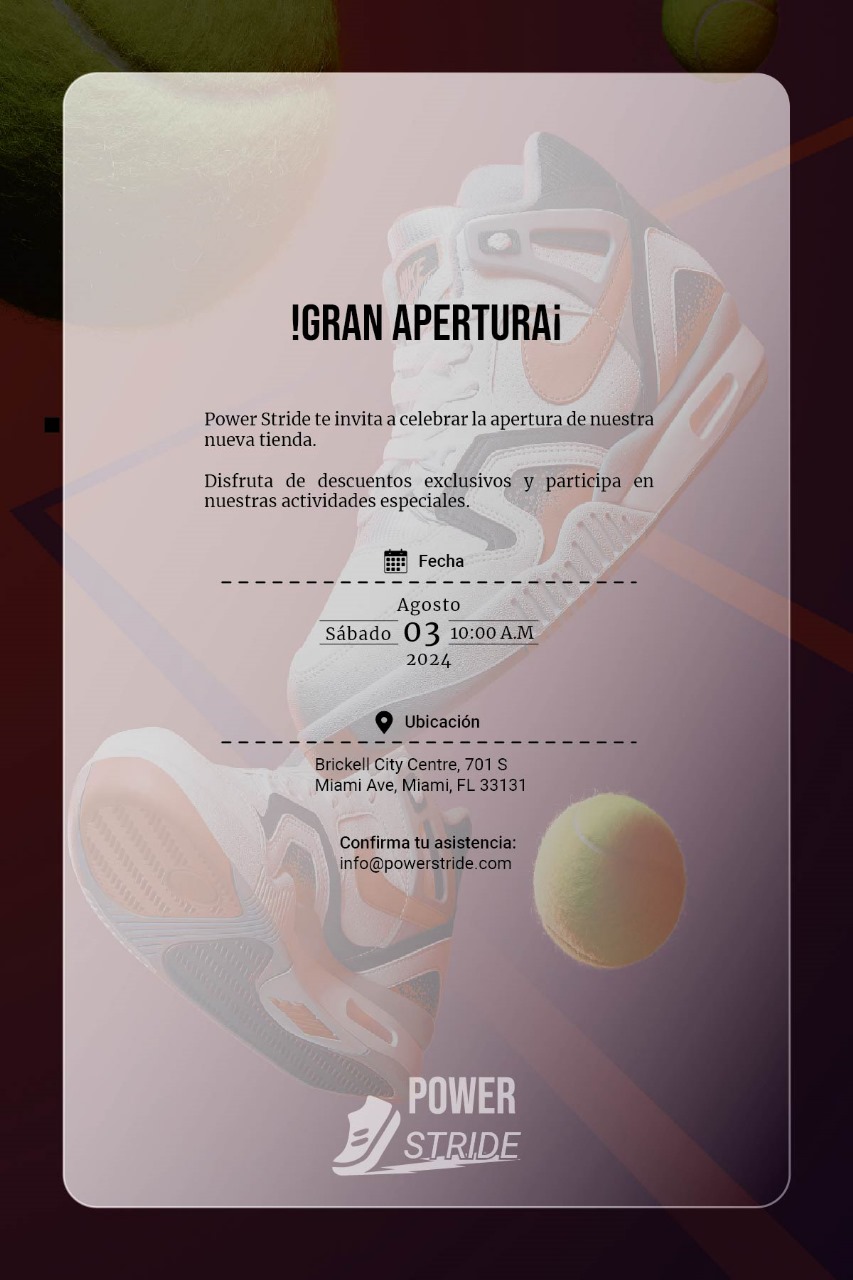 !GRAN APERTURA¡
Power Stride te invita a celebrar la apertura de nuestra
nueva tienda.
Disfruta de descuentos exclusivos y participa en
nuestras actividades especiales.
Fecha
Agosto
Sábado 03 10:00 A.M
2024
Ubicación
Brickell City Centre, 701 S
Miami Ave, Miami, FL 33131
Confirma tu asistencia:
info@powerstride.com
POWER
STRIDE